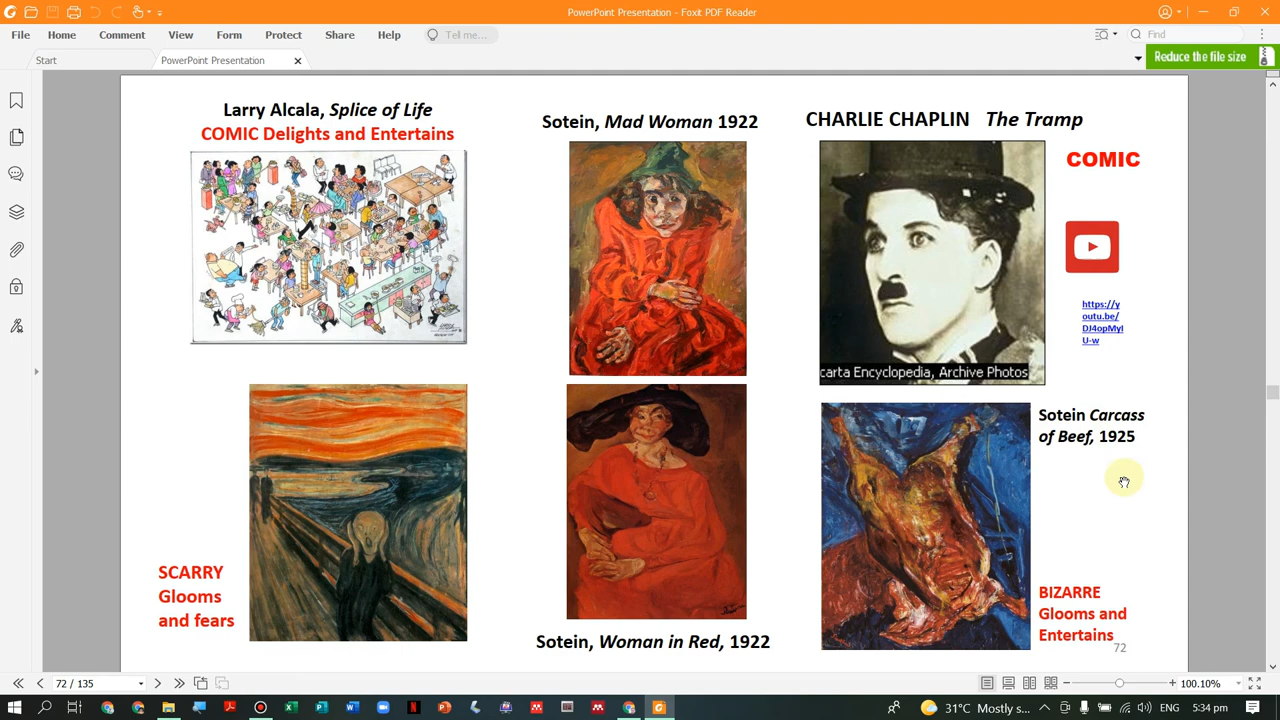 PowerPoint Presentation - Foxit PDF Reader
File Home Comment View Form Protect Share Help Tell me... Find
Start PowerPoint Presentation Reduce the file size
Larry Alcala, Splice of Life
COMIC Delights and Entertains
Sotein, Mad Woman 1922
CHARLIE CHAPLIN The Tramp
COMIC
https://y
outu.be/
DJ4opMyI
U-w
carta Encyclopedia, Archive Photos
Sotein Carcass
of Beef, 1925
SCARRY
Glooms
and fears
BIZARRE
Glooms and
Entertains
72
Sotein, Woman in Red, 1922
72 / 135 100.10%
31°C Mostly s... ENG 5:34 pm